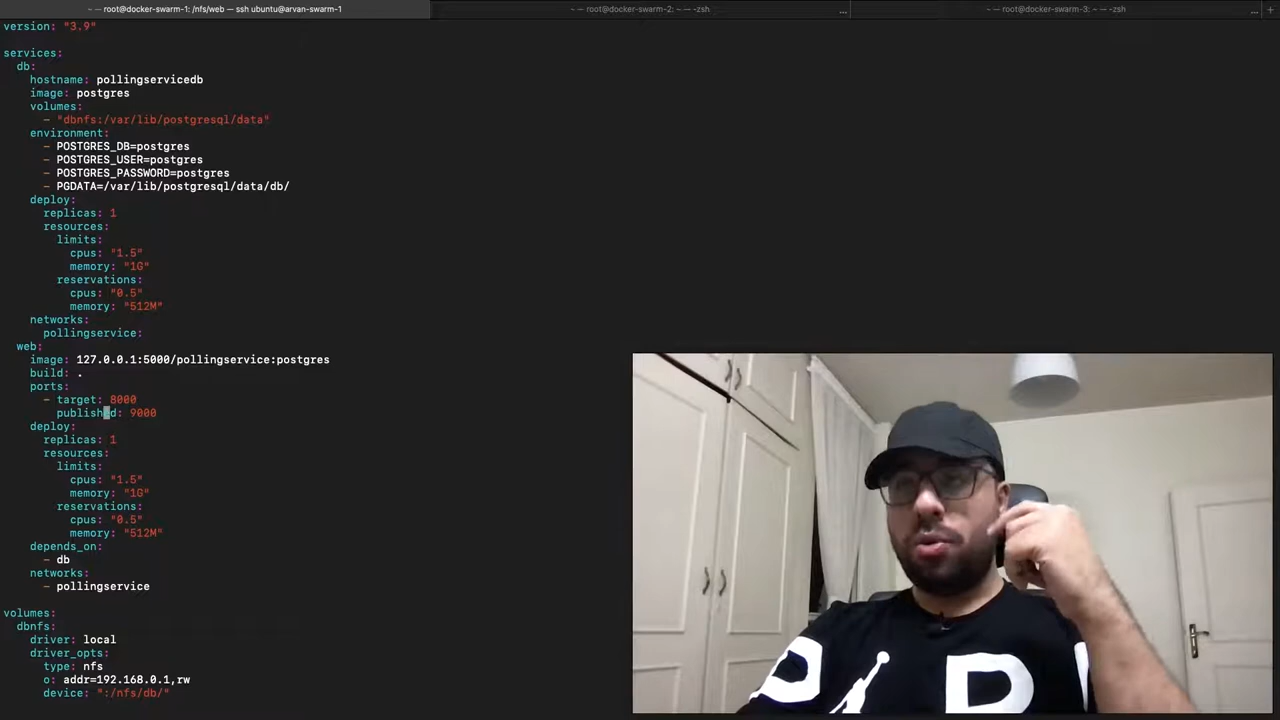 ~ — root@docker-swarm-1: /nfs/web — ssh ubuntu@arvan-swarm-1
~ — root@docker-swarm-2: ~ — -zsh
...
~ — root@docker-swarm-3: ~ — -zsh
...
+
version: "3.9"
services:
  db:
    hostname: pollingservicedb
    image: postgres
    volumes:
      - "dbnfs:/var/lib/postgresql/data"
    environment:
      - POSTGRES_DB=postgres
      - POSTGRES_USER=postgres
      - POSTGRES_PASSWORD=postgres
      - PGDATA=/var/lib/postgresql/data/db/
    deploy:
      replicas: 1
      resources:
        limits:
          cpus: "1.5"
          memory: "1G"
        reservations:
          cpus: "0.5"
          memory: "512M"
    networks:
      pollingservice:
  web:
    image: 127.0.0.1:5000/pollingservice:postgres
    build: .
    ports:
      - target: 8000
        published: 9000
    deploy:
      replicas: 1
      resources:
        limits:
          cpus: "1.5"
          memory: "1G"
        reservations:
          cpus: "0.5"
          memory: "512M"
    depends_on:
      - db
    networks:
      - pollingservice
volumes:
  dbnfs:
    driver: local
    driver_opts:
      type: nfs
      o: addr=192.168.0.1,rw
      device: ":/nfs/db/"